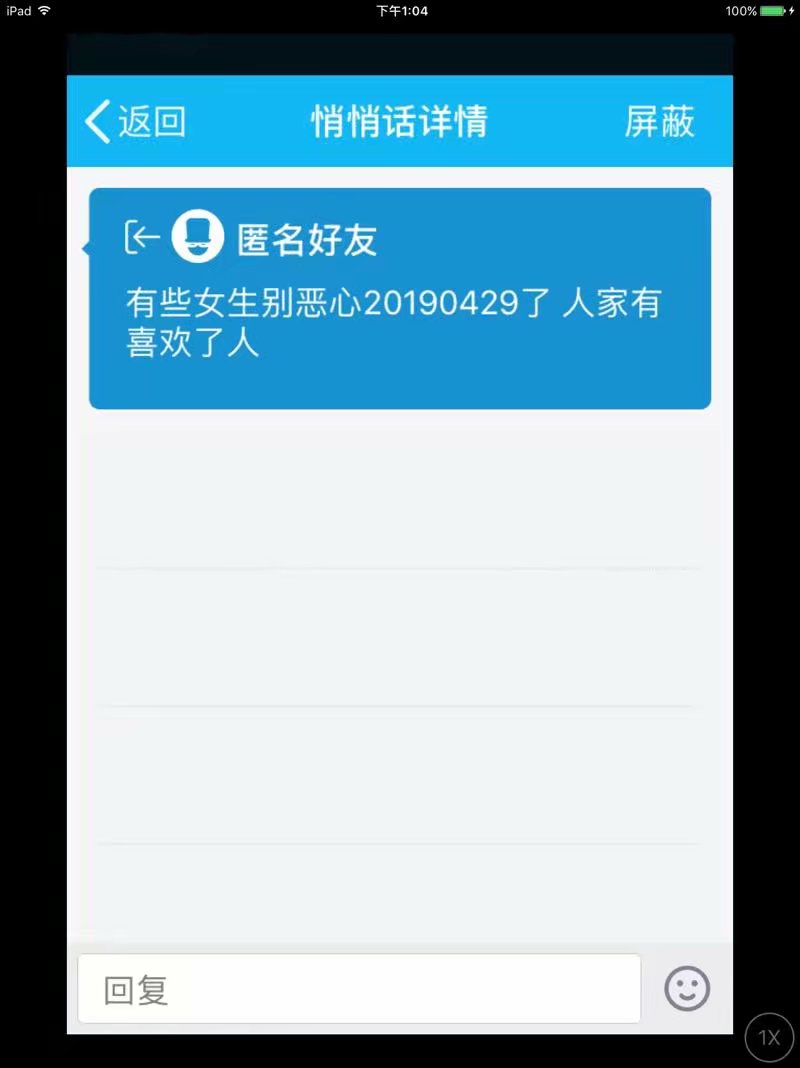 iPad 下午1:04 100%
返回 悄悄话详情 屏蔽
匿名好友
有些女生别恶心20190429了 人家有
喜欢了人
回复
1X